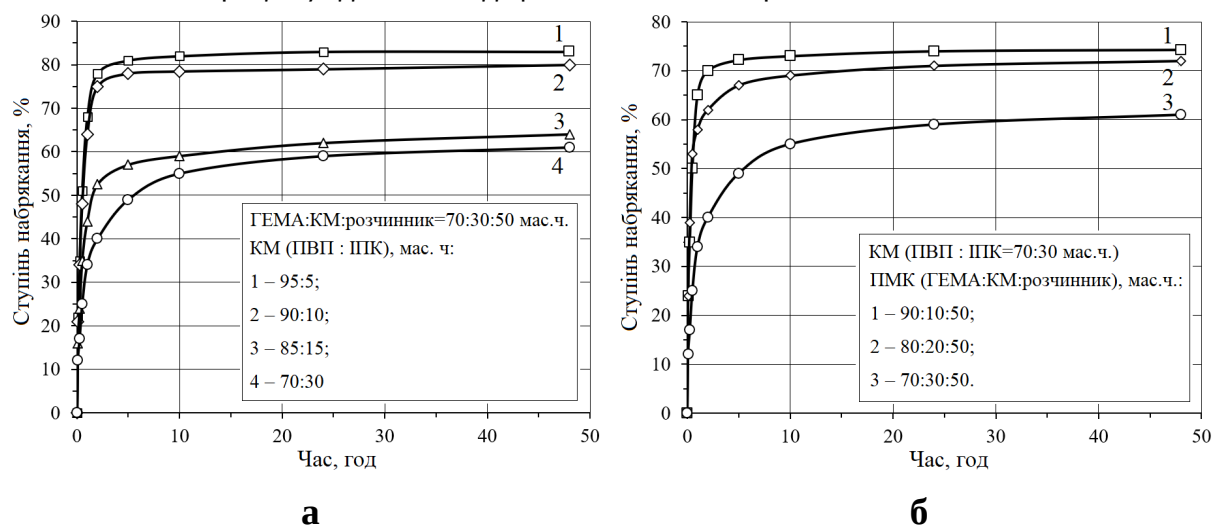 Ступінь набрякання, %
90
80
70
60
50
40
30
20
10
0
1
2
3
4
ГЕМА:КМ:розчинник=70:30:50 мас.ч.
КМ (ПВП : ІПК), мас. ч:
1 – 95:5;
2 – 90:10;
3 – 85:15;
4 – 70:30
0 10 20 30 40 50
Час, год
а
Ступінь набрякання, %
80
70
60
50
40
30
20
10
0
1
2
3
КМ (ПВП : ІПК=70:30 мас.ч.)
ПМК (ГЕМА:КМ:розчинник), мас.ч.:
1 – 90:10:50;
2 – 80:20:50;
3 – 70:30:50.
0 10 20 30 40 50
Час, год
б